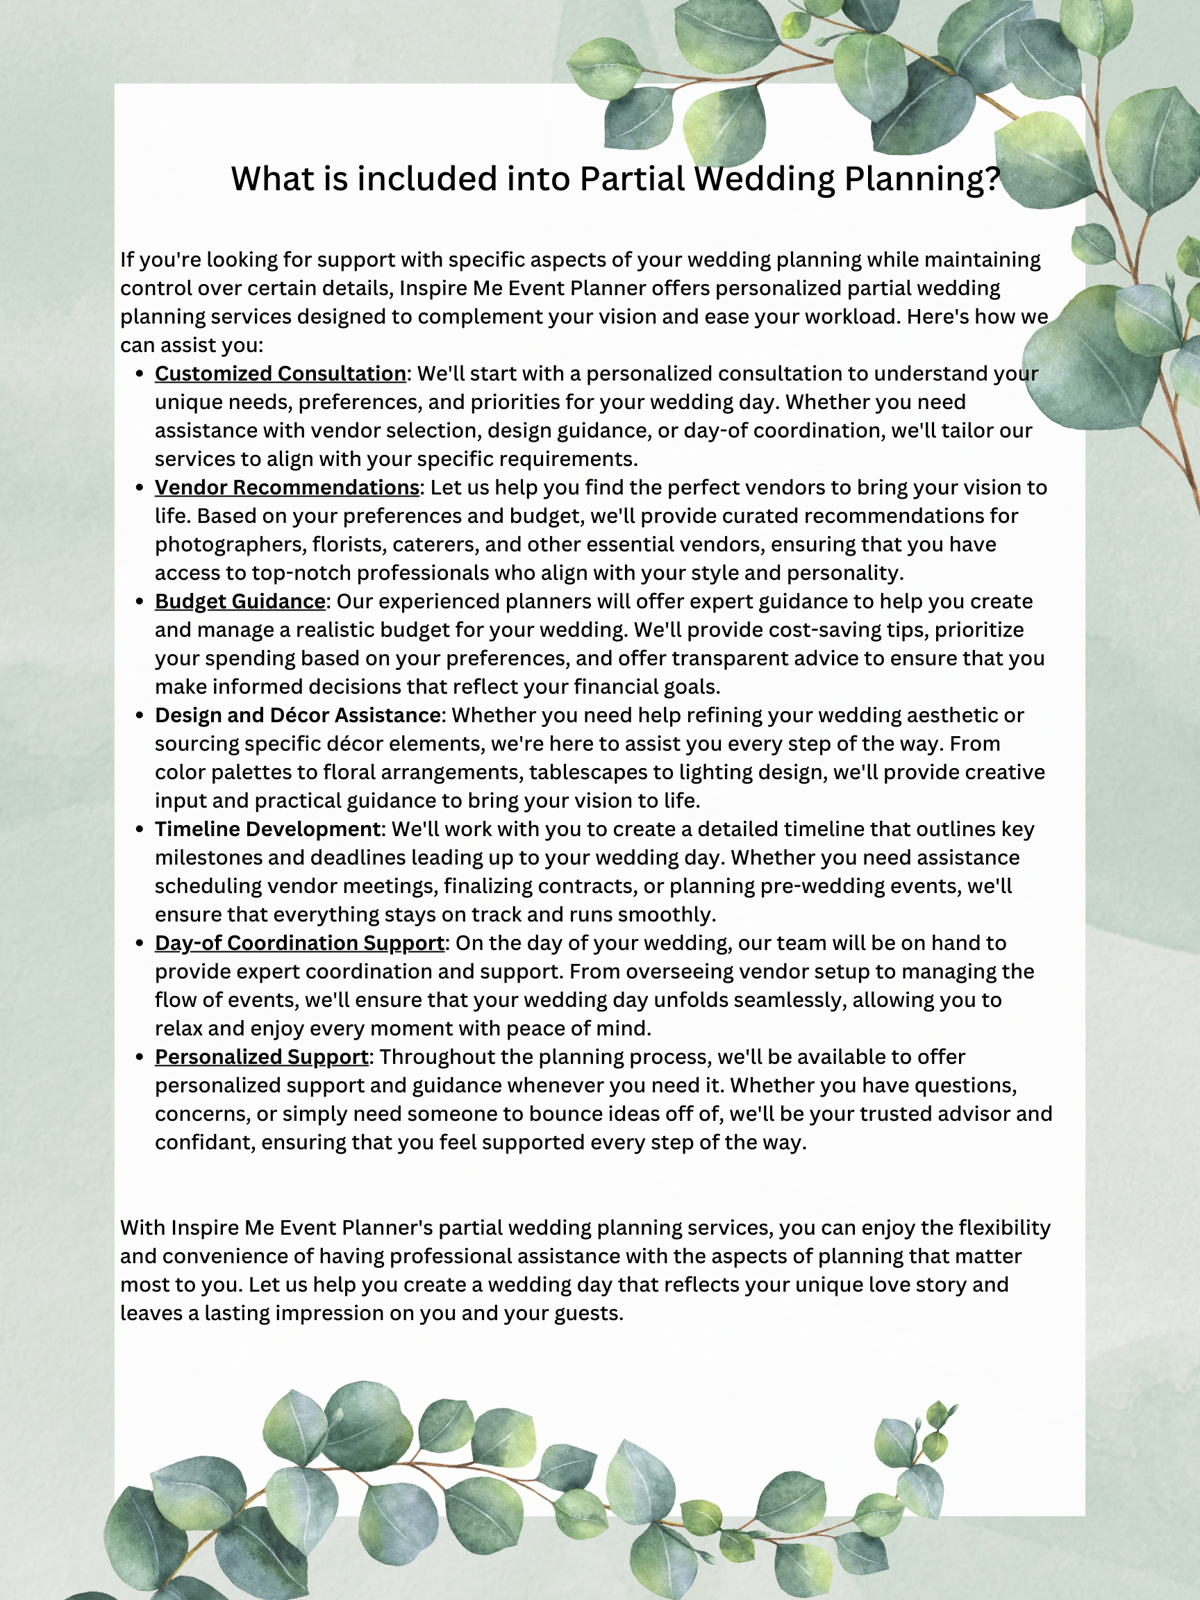 What is included into Partial Wedding Planning?
If you're looking for support with specific aspects of your wedding planning while maintaining
control over certain details, Inspire Me Event Planner offers personalized partial wedding
planning services designed to complement your vision and ease your workload. Here's how we
can assist you:
• Customized Consultation: We'll start with a personalized consultation to understand your
unique needs, preferences, and priorities for your wedding day. Whether you need
assistance with vendor selection, design guidance, or day-of coordination, we'll tailor our
services to align with your specific requirements.
• Vendor Recommendations: Let us help you find the perfect vendors to bring your vision to
life. Based on your preferences and budget, we'll provide curated recommendations for
photographers, florists, caterers, and other essential vendors, ensuring that you have
access to top-notch professionals who align with your style and personality.
• Budget Guidance: Our experienced planners will offer expert guidance to help you create
and manage a realistic budget for your wedding. We'll provide cost-saving tips, prioritize
your spending based on your preferences, and offer transparent advice to ensure that you
make informed decisions that reflect your financial goals.
• Design and Décor Assistance: Whether you need help refining your wedding aesthetic or
sourcing specific décor elements, we're here to assist you every step of the way. From
color palettes to floral arrangements, tablescapes to lighting design, we'll provide creative
input and practical guidance to bring your vision to life.
• Timeline Development: We'll work with you to create a detailed timeline that outlines key
milestones and deadlines leading up to your wedding day. Whether you need assistance
scheduling vendor meetings, finalizing contracts, or planning pre-wedding events, we'll
ensure that everything stays on track and runs smoothly.
• Day-of Coordination Support: On the day of your wedding, our team will be on hand to
provide expert coordination and support. From overseeing vendor setup to managing the
flow of events, we'll ensure that your wedding day unfolds seamlessly, allowing you to
relax and enjoy every moment with peace of mind.
• Personalized Support: Throughout the planning process, we'll be available to offer
personalized support and guidance whenever you need it. Whether you have questions,
concerns, or simply need someone to bounce ideas off of, we'll be your trusted advisor and
confidant, ensuring that you feel supported every step of the way.
With Inspire Me Event Planner's partial wedding planning services, you can enjoy the flexibility
and convenience of having professional assistance with the aspects of planning that matter
most to you. Let us help you create a wedding day that reflects your unique love story and
leaves a lasting impression on you and your guests.